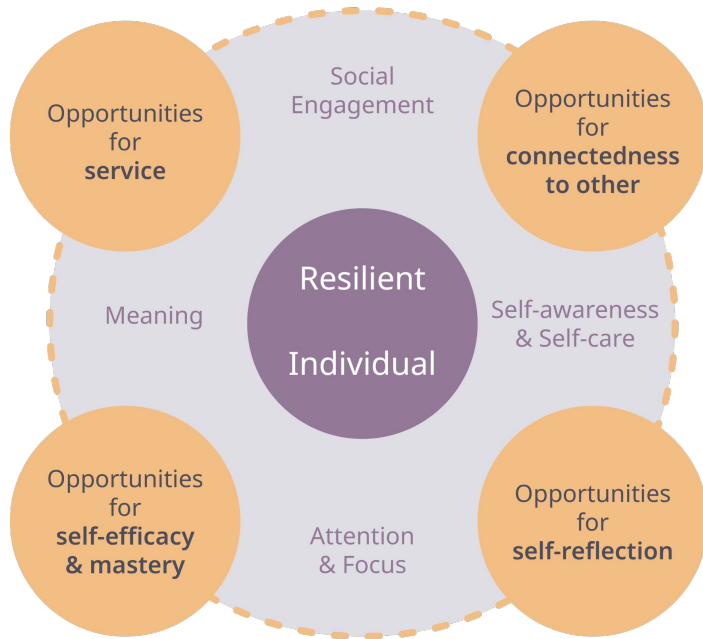 Social
Engagement
Opportunities
for
service
Opportunities
for
connectedness
to other
Resilient
Individual
Meaning
Self-awareness
& Self-care
Opportunities
for
self-efficacy
& mastery
Attention
& Focus
Opportunities
for
self-reflection